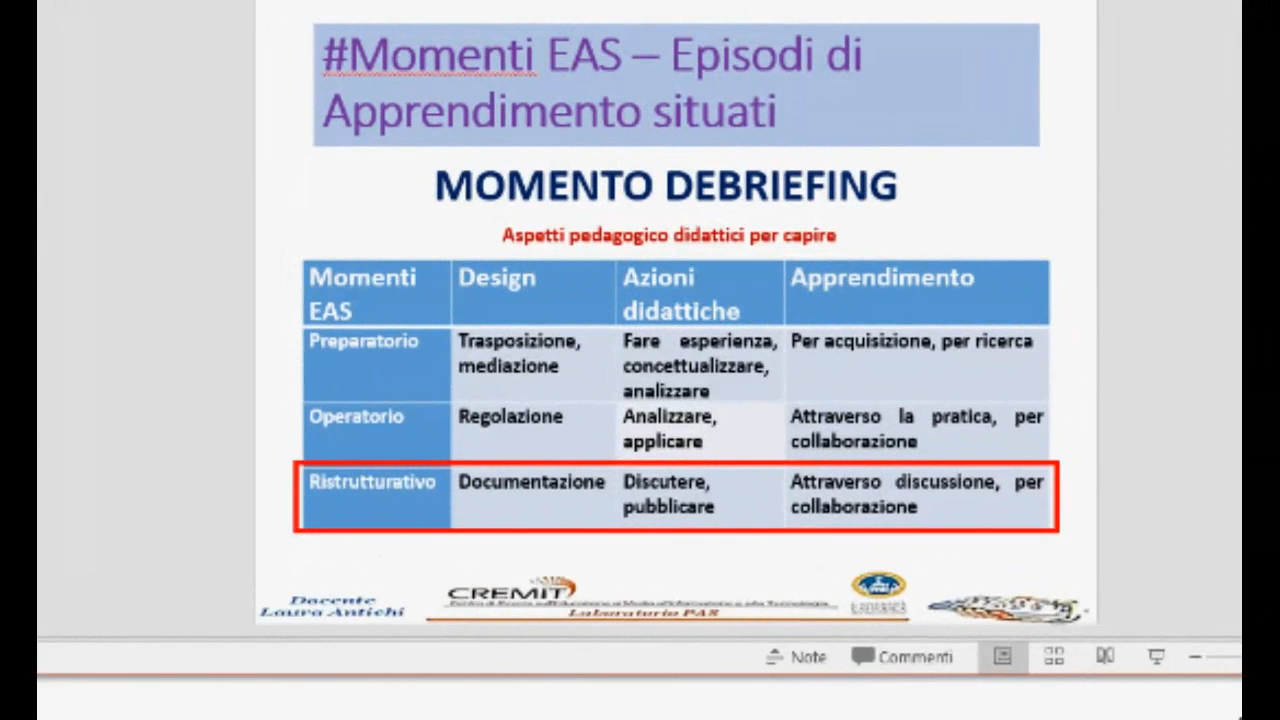 #Momenti EAS – Episodi di
Apprendimento situati
MOMENTO DEBRIEFING
Aspetti pedagogico didattici per capire
Momenti EAS
Design
Azioni didattiche
Apprendimento
Preparatorio
Trasposizione, mediazione
Fare esperienza, concettualizzare, analizzare
Per acquisizione, per ricerca
Operatorio
Regolazione
Analizzare, applicare
Attraverso la pratica, per collaborazione
Ristrutturativo
Documentazione
Discutere, pubblicare
Attraverso discussione, per collaborazione
Docente
Laura Antichi
CREMIT
Laboratorio PAS
Note
Commenti